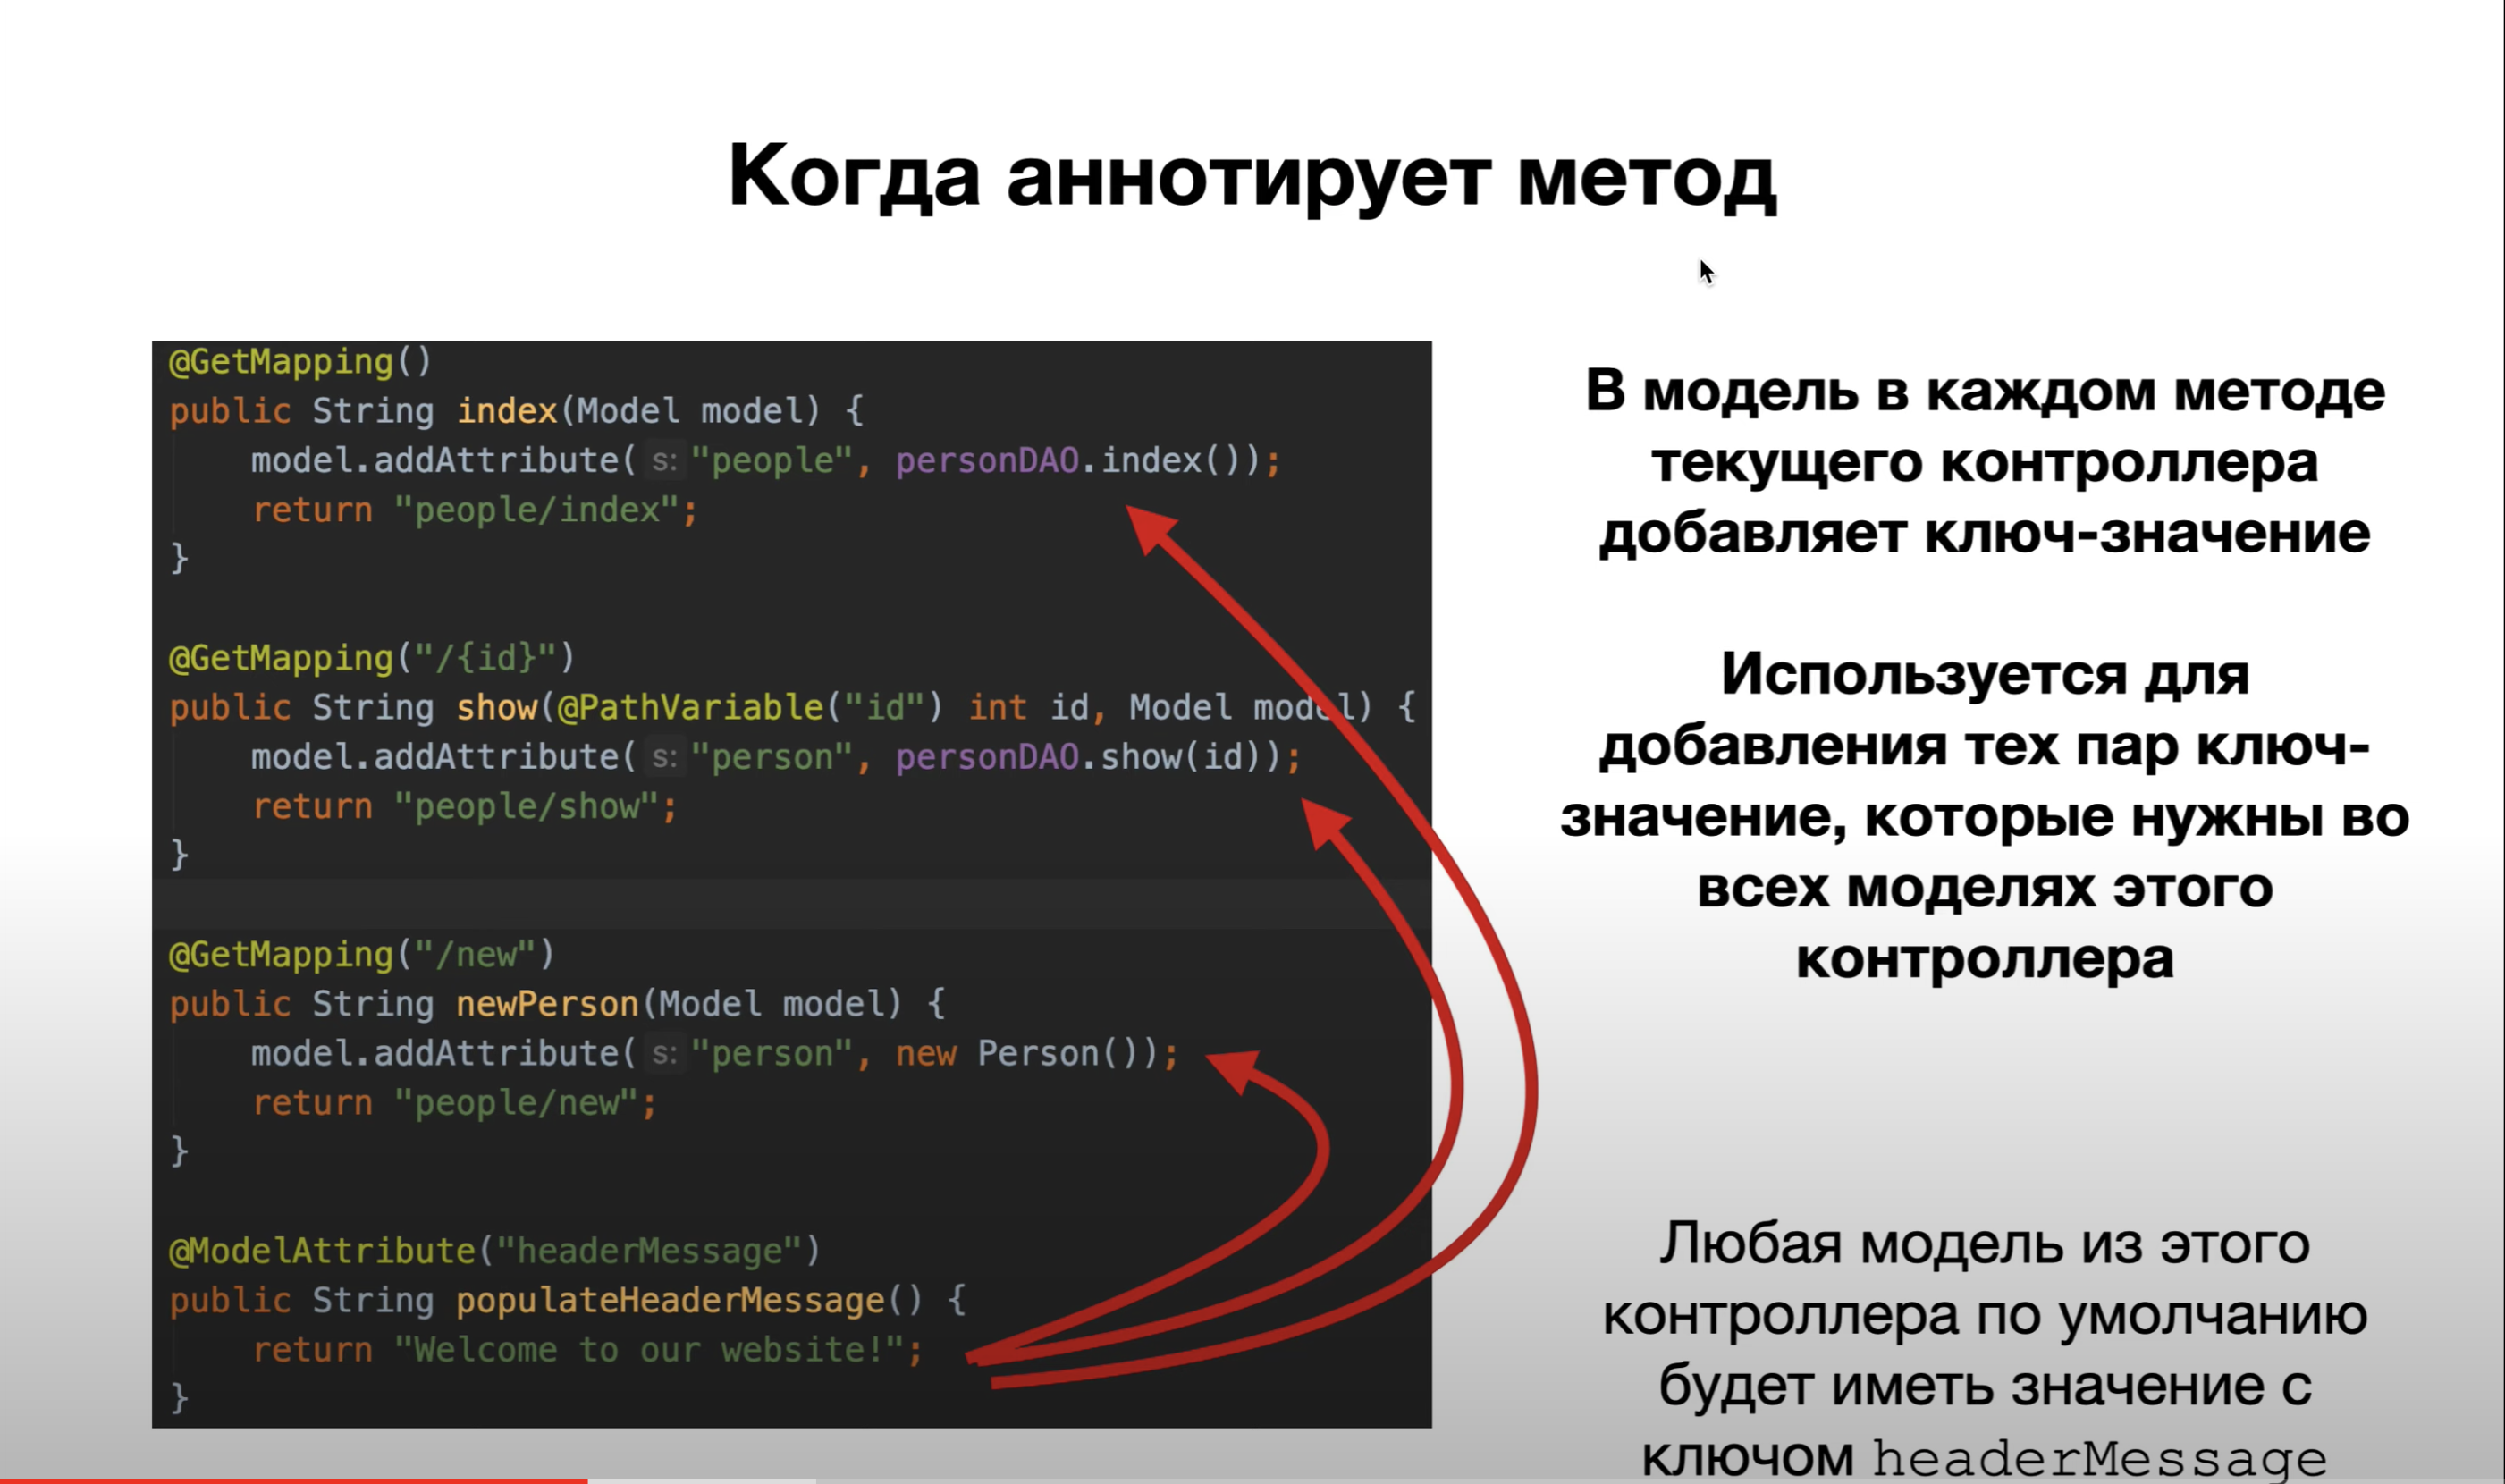 Когда аннотирует метод
@GetMapping()
public String index(Model model) {
model.addAttribute( s: "people", personDAO.index());
return "people/index";
}
@GetMapping("/{id}")
public String show(@PathVariable("id") int id, Model model) {
model.addAttribute( s: "person", personDAO.show(id));
return "people/show";
}
@GetMapping("/new")
public String newPerson(Model model) {
model.addAttribute( s: "person", new Person());
return "people/new";
}
@ModelAttribute("headerMessage")
public String populateHeaderMessage() {
return "Welcome to our website!";
}
В модель в каждом методе
текущего контроллера
добавляет ключ-значение
Используется для
добавления тех пар ключ-
значение, которые нужны во
всех моделях этого
контроллера
Любая модель из этого
контроллера по умолчанию
будет иметь значение с
ключом headerMessage